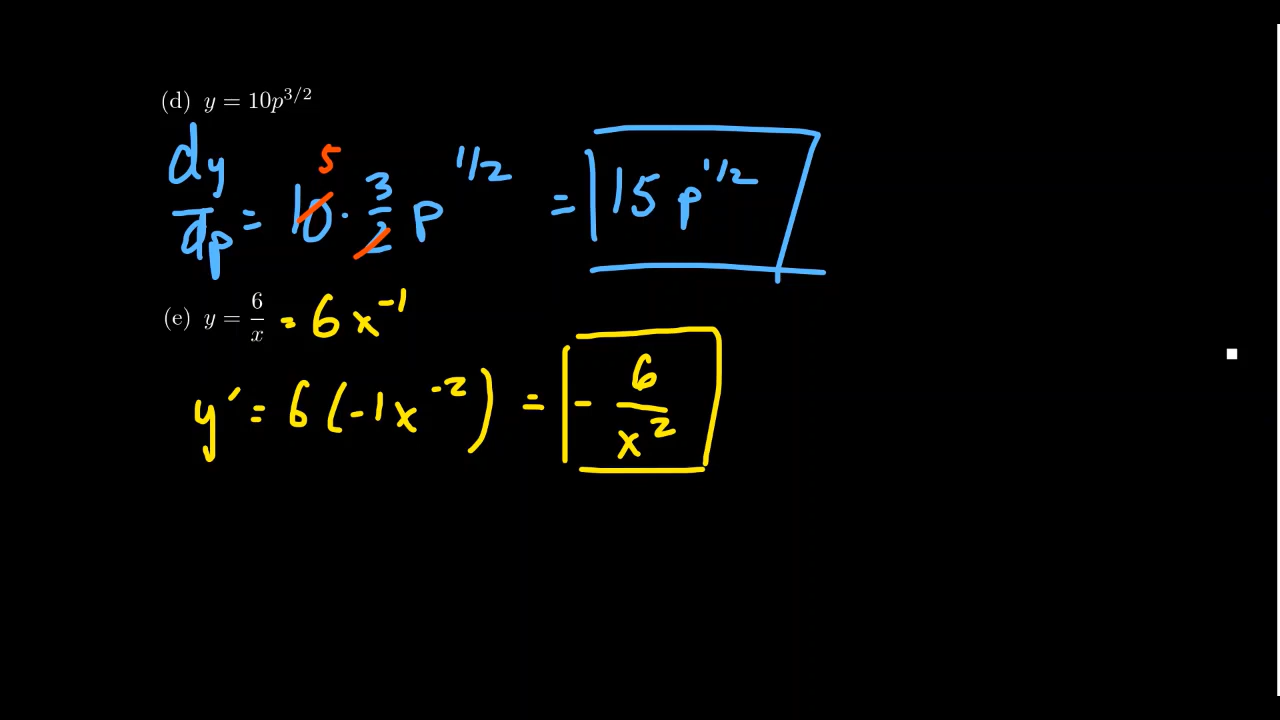 (d) y = 10p^{3/2}
dy/dp = 10 · 3/2 p^{1/2} = 15 p^{1/2}
5
(e) y = 6/x = 6x^{-1}
y' = 6(-1x^{-2}) = - 6/x^2